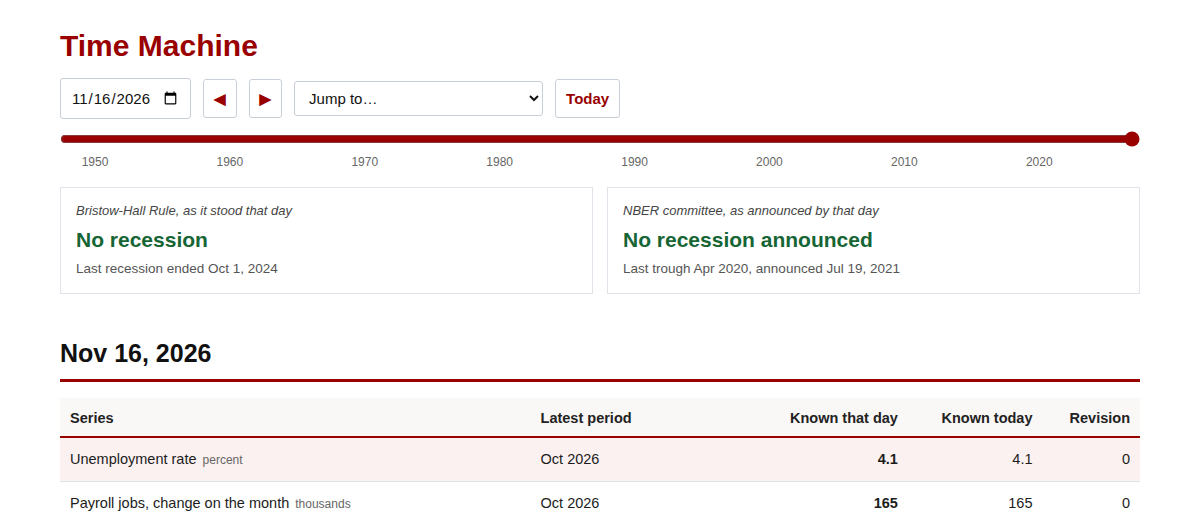 Time Machine
11/16/2026 ◀ ▶ Jump to… Today
1950 1960 1970 1980 1990 2000 2010 2020
Bristow-Hall Rule, as it stood that day
No recession
Last recession ended Oct 1, 2024
NBER committee, as announced by that day
No recession announced
Last trough Apr 2020, announced Jul 19, 2021
Nov 16, 2026
Series Latest period Known that day Known today Revision
Unemployment rate percent Oct 2026 4.1 4.1 0
Payroll jobs, change on the month thousands Oct 2026 165 165 0